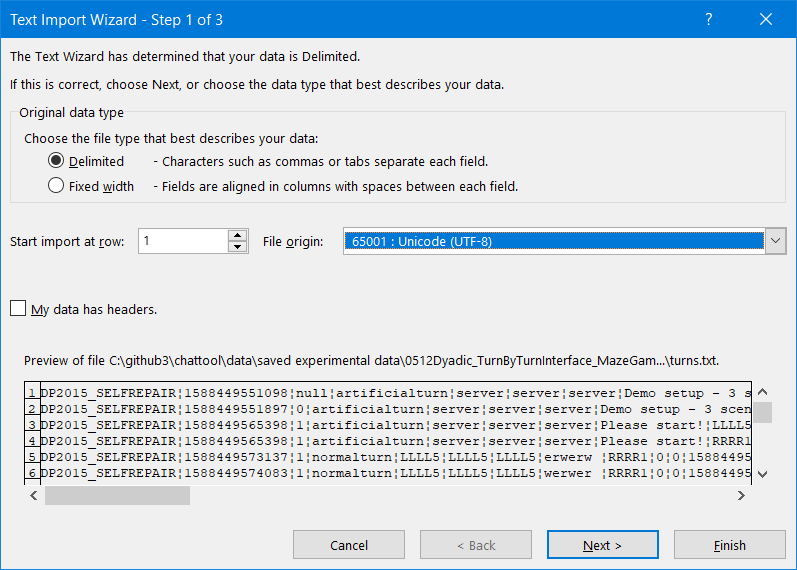 Text Import Wizard - Step 1 of 3
?
The Text Wizard has determined that your data is Delimited.
If this is correct, choose Next, or choose the data type that best describes your data.
Original data type
Choose the file type that best describes your data:
Delimited - Characters such as commas or tabs separate each field.
Fixed width - Fields are aligned in columns with spaces between each field.
Start import at row: 1 File origin: 65001 : Unicode (UTF-8)
My data has headers.
Preview of file C:\github3\chattool\data\saved experimental data\0512Dyadic_TurnByTurnInterface_MazeGam...\turns.txt.
1 DP2015_SELFREPAIR¦1588449551098¦null¦artificialturn¦server¦server¦server¦Demo setup - 3 s
2 DP2015_SELFREPAIR¦1588449551897¦0¦artificialturn¦server¦server¦server¦Demo setup - 3 scen
3 DP2015_SELFREPAIR¦1588449565398¦1¦artificialturn¦server¦server¦server¦Please start!¦LLLL5
4 DP2015_SELFREPAIR¦1588449565398¦1¦artificialturn¦server¦server¦server¦Please start!¦RRRR1
5 DP2015_SELFREPAIR¦1588449573137¦1¦normalturn¦LLLL5¦LLLL5¦LLLL5¦erwerw ¦RRRR1¦0¦0¦15884495
6 DP2015_SELFREPAIR¦1588449574083¦1¦normalturn¦LLLL5¦LLLL5¦LLLL5¦werwer ¦RRRR1¦0¦0¦15884495
Cancel < Back Next > Finish